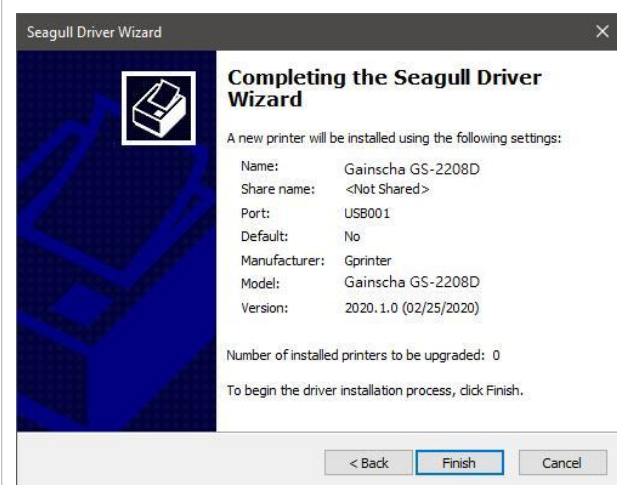 Seagull Driver Wizard
Completing the Seagull Driver
Wizard
A new printer will be installed using the following settings:
Name: Gainscha GS-2208D
Share name: <Not Shared>
Port: USB001
Default: No
Manufacturer: Gprinter
Model: Gainscha GS-2208D
Version: 2020.1.0 (02/25/2020)
Number of installed printers to be upgraded: 0
To begin the driver installation process, click Finish.
< Back Finish Cancel